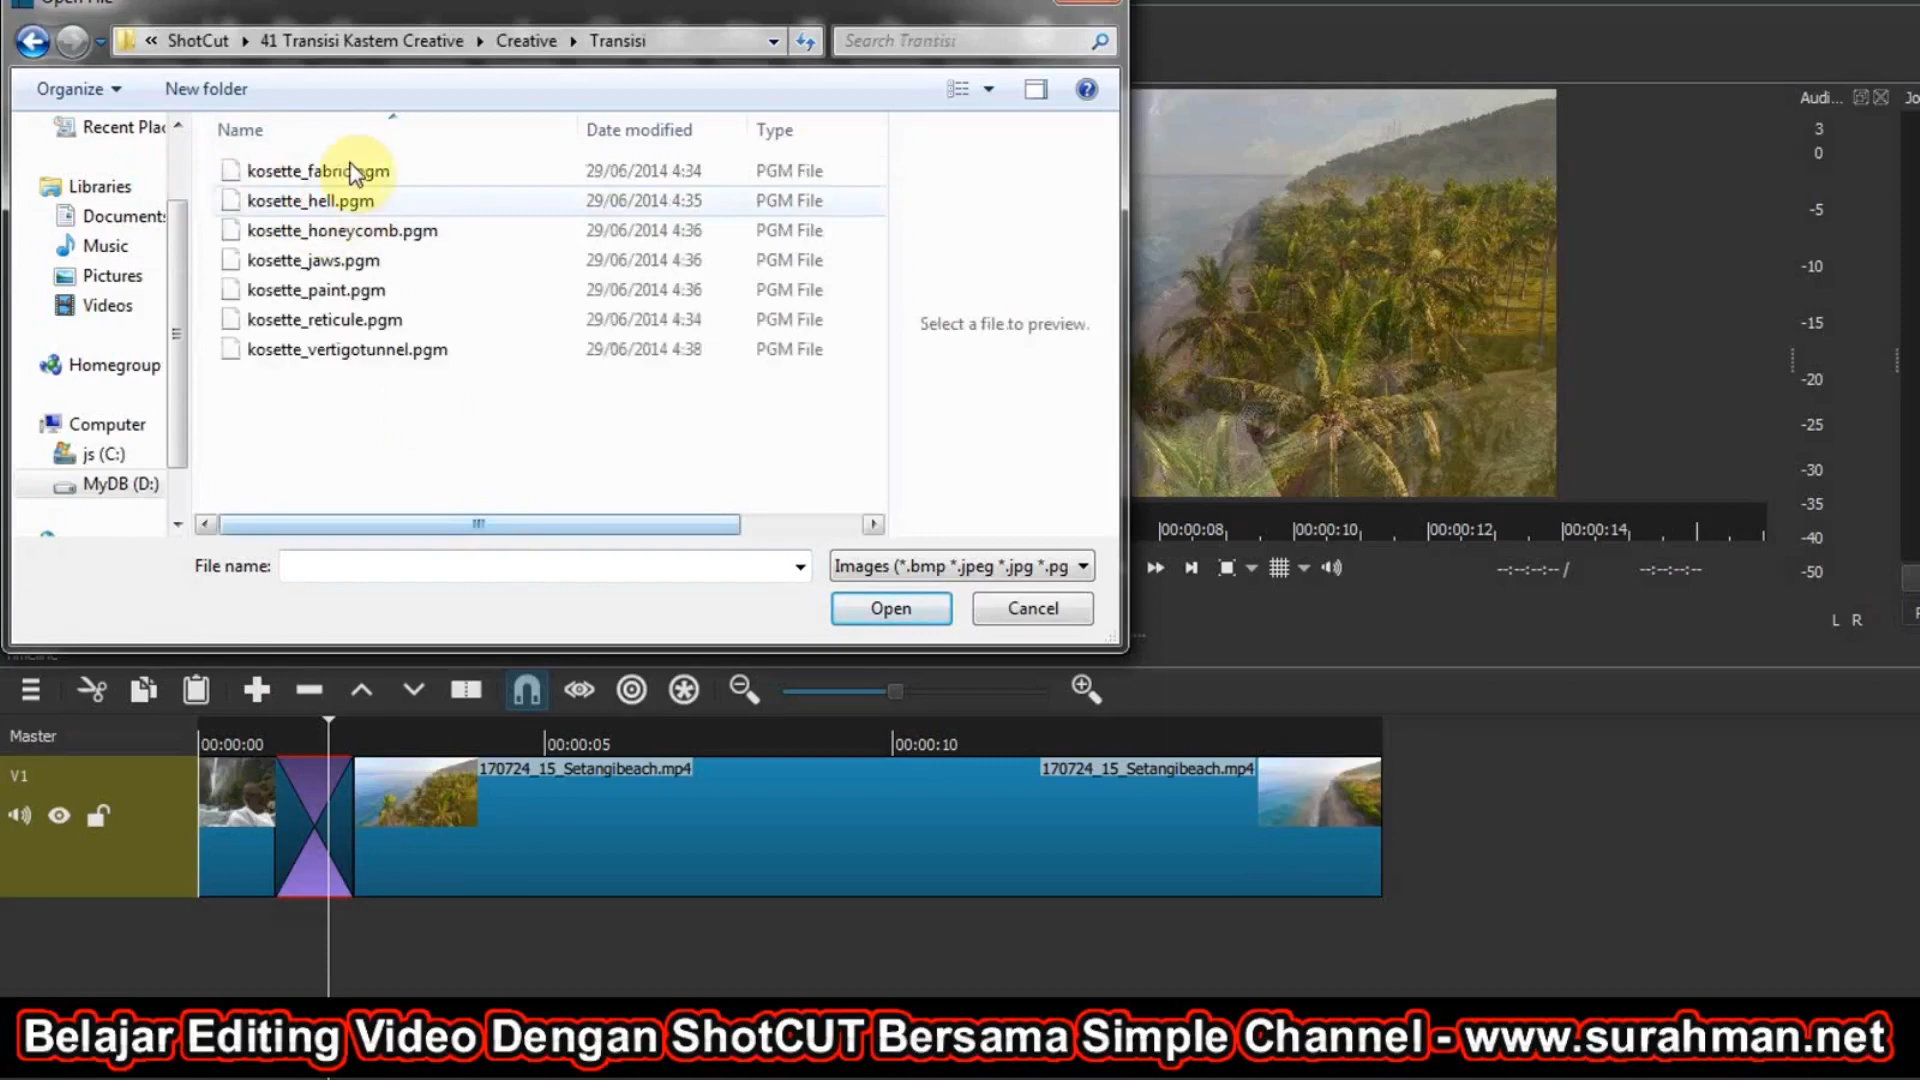 Open File
« ShotCut ▸ 41 Transisi Kastem Creative ▸ Creative ▸ Transisi
Search Transisi
Organize
New folder
Name
Date modified
Type
Recent Plac
Libraries
Documents
Music
Pictures
Videos
Homegroup
Computer
js (C:)
MyDB (D:)
kosette_fabric.pgm 29/06/2014 4:34 PGM File
kosette_hell.pgm 29/06/2014 4:35 PGM File
kosette_honeycomb.pgm 29/06/2014 4:36 PGM File
kosette_jaws.pgm 29/06/2014 4:36 PGM File
kosette_paint.pgm 29/06/2014 4:36 PGM File
kosette_reticule.pgm 29/06/2014 4:34 PGM File
kosette_vertigotunnel.pgm 29/06/2014 4:38 PGM File
Select a file to preview.
File name:
Images (*.bmp *.jpeg *.jpg *.pg
Open
Cancel
Audi...
Jo
3
0
-5
-10
-15
-20
-25
-30
-35
-40
-50
L R
00:00:08
00:00:10
00:00:12
00:00:14
--:--:--:-- /
--:--:--:--
Timeline
Master
00:00:00
00:00:05
00:00:10
V1
170724_15_Setangibeach.mp4
170724_15_Setangibeach.mp4
Belajar Editing Video Dengan ShotCUT Bersama Simple Channel - www.surahman.net